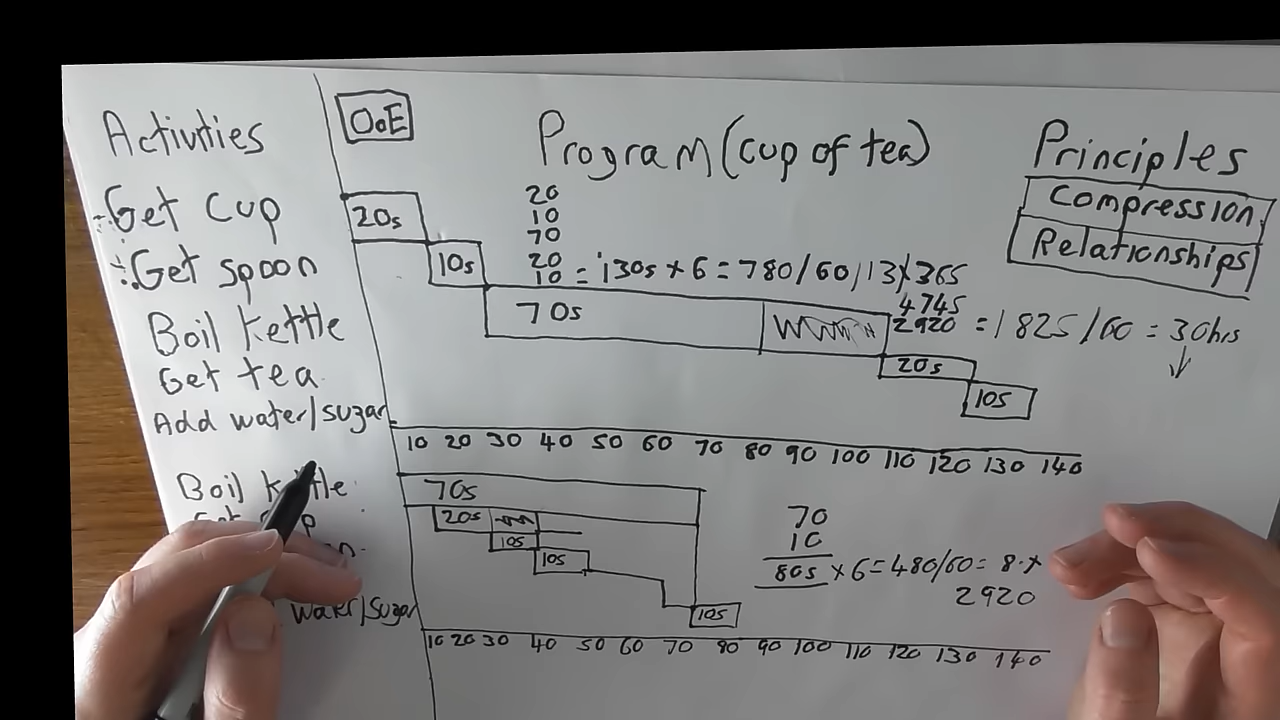 Activities
Get Cup
Get spoon
Boil kettle
Get tea
Add water/sugar
Boil kettle
water/sugar
OoE
Program (cup of tea)
20s
10s
70s
20s
10s
20
10
70
20
10 = 130s x 6 = 780/60, 13 x 365
4745
2920 = 1825/60 = 30hrs
10 20 30 40 50 60 70 80 90 100 110 120 130 140
70s
20s
10s
10s
10s
70
10
80s x 6 = 480/60 = 8 x
2920
10 20 30 40 50 60 70 80 90 100 110 120 130 140
Principles
Compression
Relationships